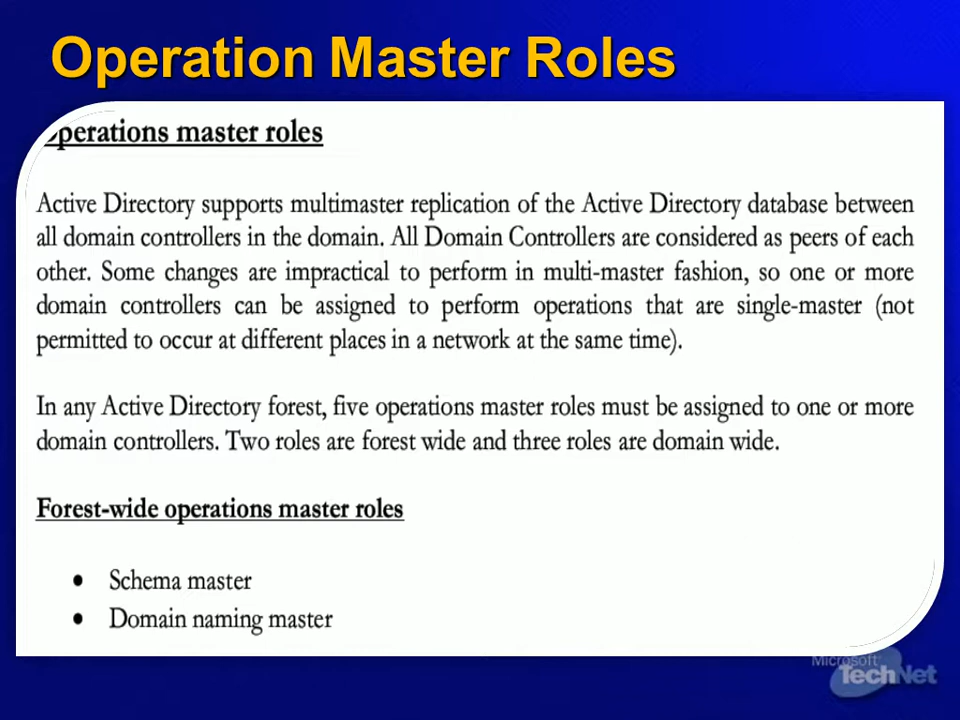 Operation Master Roles
Operations master roles
Active Directory supports multimaster replication of the Active Directory database between
all domain controllers in the domain. All Domain Controllers are considered as peers of each
other. Some changes are impractical to perform in multi-master fashion, so one or more
domain controllers can be assigned to perform operations that are single-master (not
permitted to occur at different places in a network at the same time).
In any Active Directory forest, five operations master roles must be assigned to one or more
domain controllers. Two roles are forest wide and three roles are domain wide.
Forest-wide operations master roles
• Schema master
• Domain naming master
Microsoft
TechNet